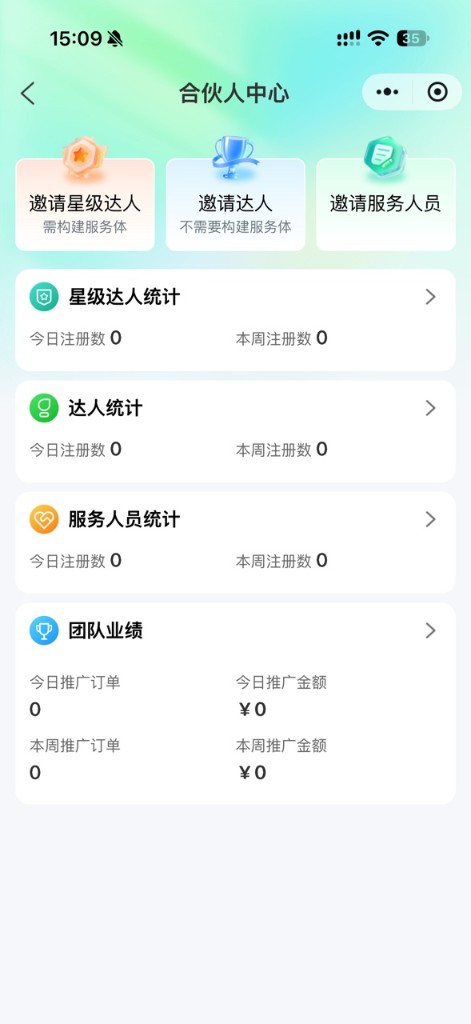 15:09
35
合伙人中心
邀请星级达人
需构建服务体
邀请达人
不需要构建服务体
邀请服务人员
星级达人统计
今日注册数 0 本周注册数 0
达人统计
今日注册数 0 本周注册数 0
服务人员统计
今日注册数 0 本周注册数 0
团队业绩
今日推广订单 今日推广金额
0 ¥0
本周推广订单 本周推广金额
0 ¥0